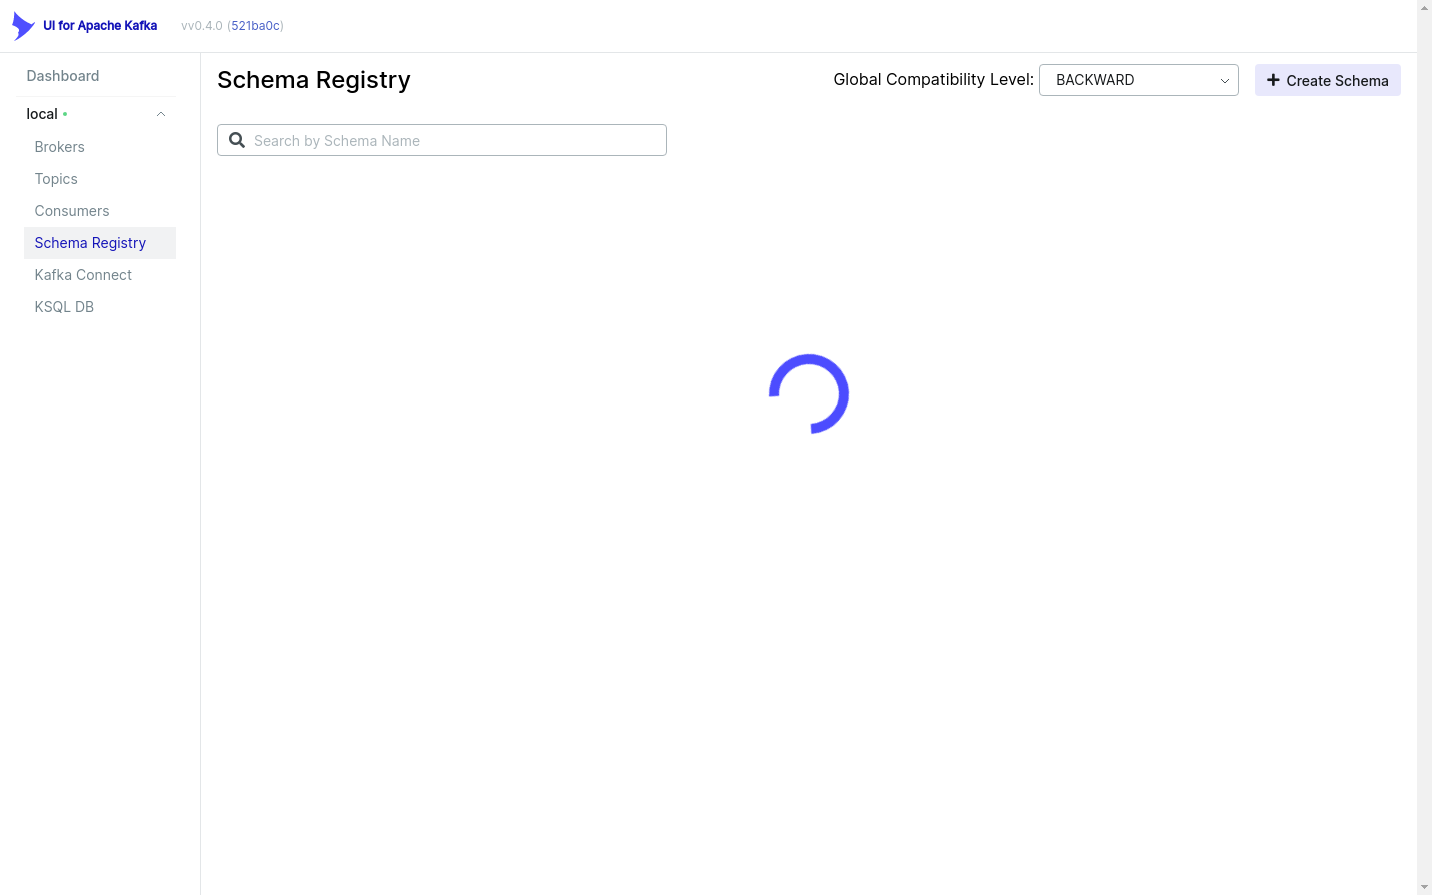 UI for Apache Kafka
vv0.4.0 (521ba0c)
Dashboard
local
Brokers
Topics
Consumers
Schema Registry
Kafka Connect
KSQL DB
Schema Registry
Global Compatibility Level:
BACKWARD
Create Schema
Search by Schema Name